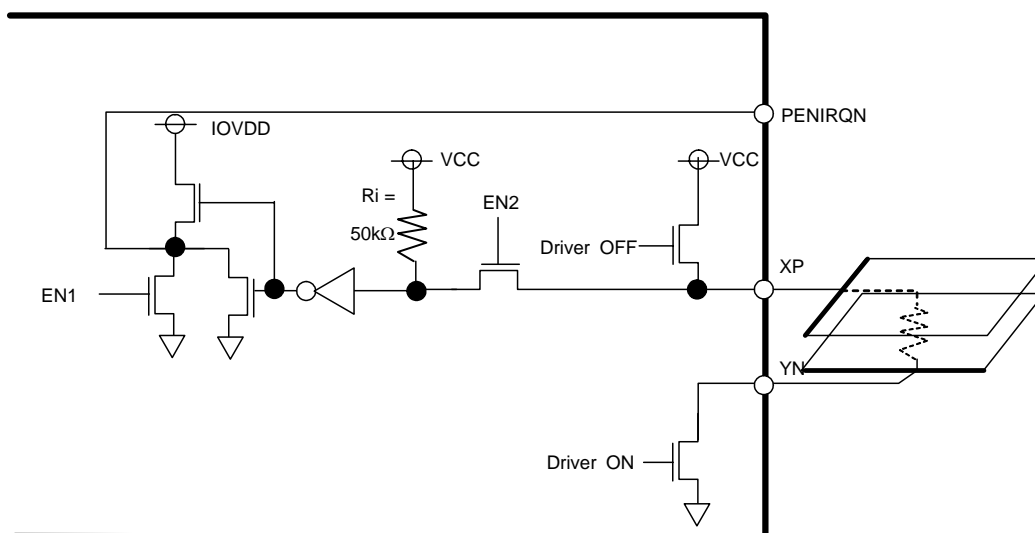 PENIRQN
IOVDD
VCC
VCC
Ri =
50kΩ
EN2
Driver OFF
XP
EN1
YN
Driver ON